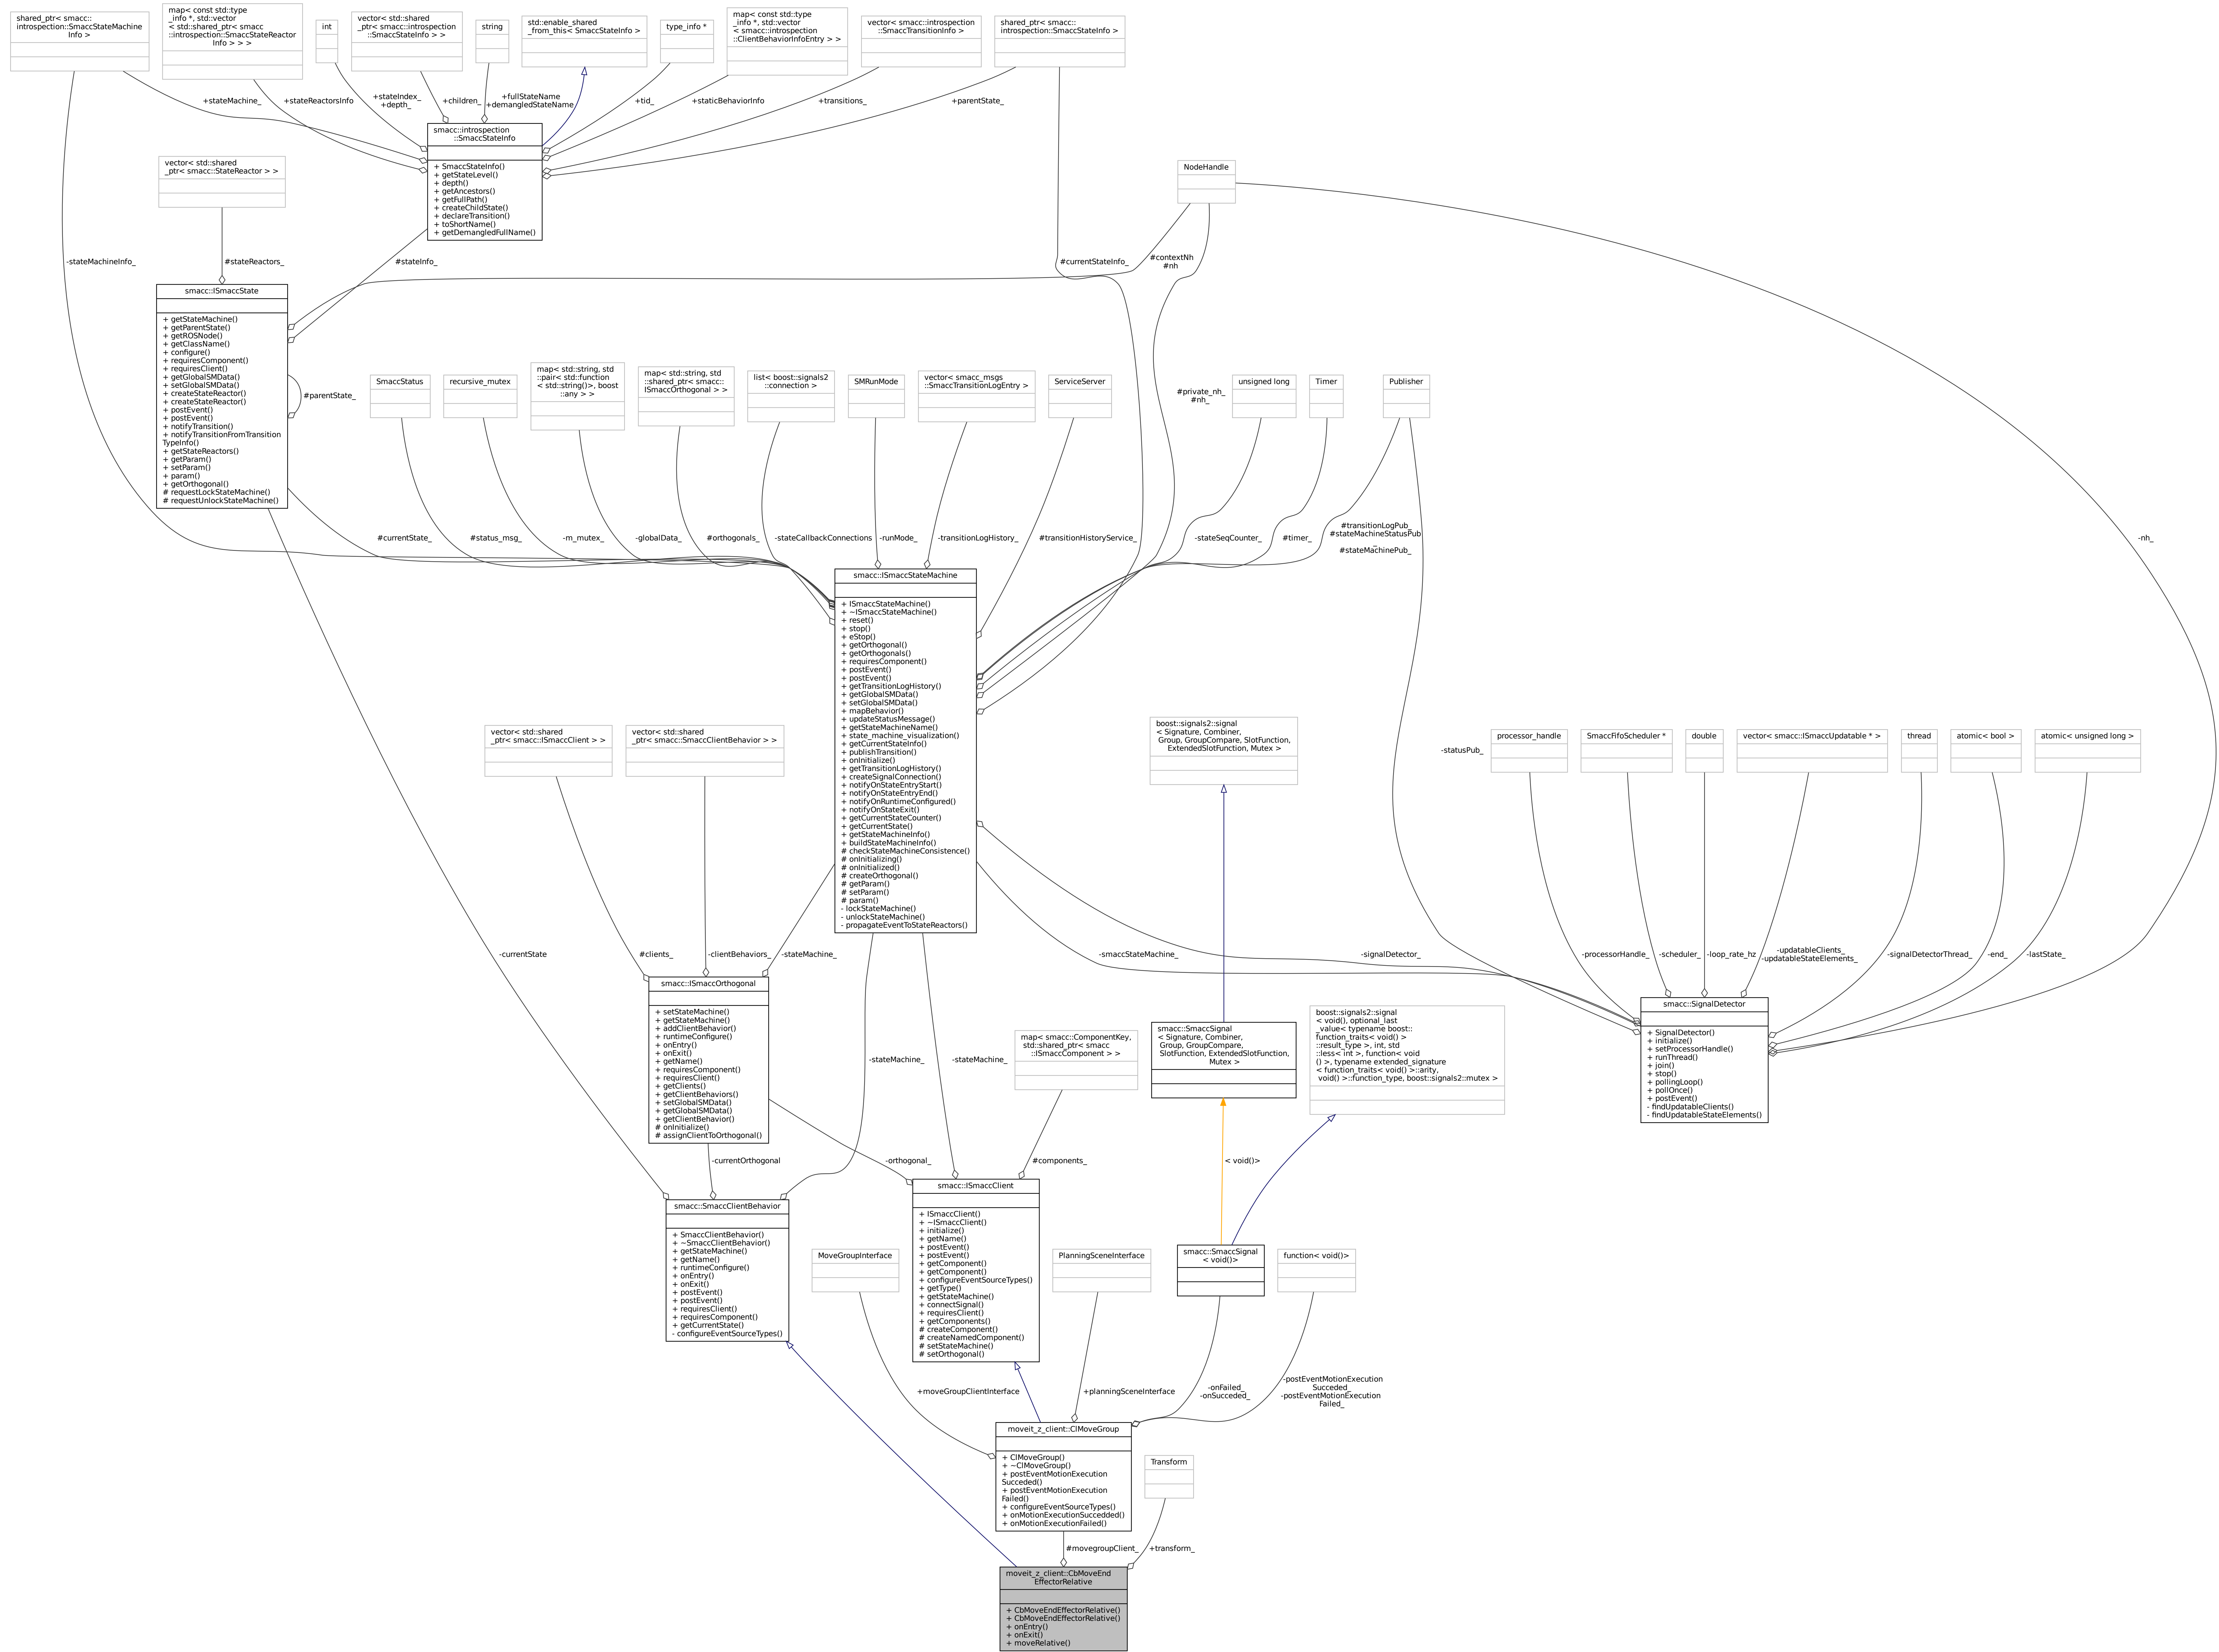 shared_ptr< smacc::
introspection::SmaccStateMachine
Info >
map< const std::type
_info *, std::vector
< std::shared_ptr< smacc
::introspection::SmaccStateReactor
Info > > >
int
vector< std::shared
_ptr< smacc::introspection
::SmaccStateInfo > >
string
std::enable_shared
_from_this< SmaccStateInfo >
type_info *
map< const std::type
_info *, std::vector
< smacc::introspection
::ClientBehaviorInfoEntry > >
vector< smacc::introspection
::SmaccTransitionInfo >
shared_ptr< smacc::
introspection::SmaccStateInfo >
+stateMachine_
+stateReactorsInfo
+stateIndex_
+depth_
+children_
+fullStateName
+demangledStateName
+tid_
+staticBehaviorInfo
+transitions_
+parentState_
smacc::introspection
::SmaccStateInfo
+ SmaccStateInfo()
+ getStateLevel()
+ depth()
+ getAncestors()
+ getFullPath()
+ createChildState()
+ declareTransition()
+ toShortName()
+ getDemangledFullName()
vector< std::shared
_ptr< smacc::StateReactor > >
NodeHandle
-stateMachineInfo_
#stateReactors_
#stateInfo_
#contextNh
#nh
#currentStateInfo_
smacc::ISmaccState
+ getStateMachine()
+ getParentState()
+ getROSNode()
+ getClassName()
+ configure()
+ requiresComponent()
+ requiresClient()
+ getGlobalSMData()
+ setGlobalSMData()
+ createStateReactor()
+ createStateReactor()
+ postEvent()
+ postEvent()
+ notifyTransition()
+ notifyTransitionFromTransition
TypeInfo()
+ getStateReactors()
+ getParam()
+ setParam()
+ param()
+ getOrthogonal()
# requestLockStateMachine()
# requestUnlockStateMachine()
#parentState_
SmaccStatus
recursive_mutex
map< std::string, std
::pair< std::function
< std::string()>, boost
::any > >
map< std::string, std
::shared_ptr< smacc::
ISmaccOrthogonal > >
list< boost::signals2
::connection >
SMRunMode
vector< smacc_msgs
::SmaccTransitionLogEntry >
ServiceServer
#private_nh_
#nh_
unsigned long
Timer
Publisher
#currentState_
#status_msg_
-m_mutex_
-globalData_
#orthogonals_
-stateCallbackConnections
-runMode_
-transitionLogHistory_
#transitionHistoryService_
-stateSeqCounter_
#timer_
#transitionLogPub_
#stateMachineStatusPub
_
#stateMachinePub_
-nh_
smacc::ISmaccStateMachine
+ ISmaccStateMachine()
+ ~ISmaccStateMachine()
+ reset()
+ stop()
+ eStop()
+ getOrthogonal()
+ getOrthogonals()
+ requiresComponent()
+ postEvent()
+ postEvent()
+ getTransitionLogHistory()
+ getGlobalSMData()
+ setGlobalSMData()
+ mapBehavior()
+ updateStatusMessage()
+ getStateMachineName()
+ state_machine_visualization()
+ getCurrentStateInfo()
+ publishTransition()
+ onInitialize()
+ getTransitionLogHistory()
+ createSignalConnection()
+ notifyOnStateEntryStart()
+ notifyOnStateEntryEnd()
+ notifyOnRuntimeConfigured()
+ notifyOnStateExit()
+ getCurrentStateCounter()
+ getCurrentState()
+ getStateMachineInfo()
+ buildStateMachineInfo()
# checkStateMachineConsistence()
# onInitializing()
# onInitialized()
# createOrthogonal()
# getParam()
# setParam()
# param()
- lockStateMachine()
- unlockStateMachine()
- propagateEventToStateReactors()
vector< std::shared
_ptr< smacc::ISmaccClient > >
vector< std::shared
_ptr< smacc::SmaccClientBehavior > >
boost::signals2::signal
< Signature, Combiner,
Group, GroupCompare, SlotFunction,
ExtendedSlotFunction, Mutex >
-statusPub_
processor_handle
SmaccFifoScheduler *
double
vector< smacc::ISmaccUpdatable * >
thread
atomic< bool >
atomic< unsigned long >
-currentState
#clients_
-clientBehaviors_
-stateMachine_
-smaccStateMachine_
-signalDetector_
-processorHandle_
-scheduler_
-loop_rate_hz
-updatableClients_
-updatableStateElements_
-signalDetectorThread_
-end_
-lastState_
smacc::ISmaccOrthogonal
+ setStateMachine()
+ getStateMachine()
+ addClientBehavior()
+ runtimeConfigure()
+ onEntry()
+ onExit()
+ getName()
+ requiresComponent()
+ requiresClient()
+ getClients()
+ getClientBehaviors()
+ setGlobalSMData()
+ getGlobalSMData()
+ getClientBehavior()
# onInitialize()
# assignClientToOrthogonal()
-stateMachine_
-stateMachine_
map< smacc::ComponentKey,
std::shared_ptr< smacc
::ISmaccComponent > >
smacc::SmaccSignal
< Signature, Combiner,
Group, GroupCompare,
SlotFunction, ExtendedSlotFunction,
Mutex >
boost::signals2::signal
< void(), optional_last
_value< typename boost::
function_traits< void() >
::result_type >, int, std
::less< int >, function< void
() >, typename extended_signature
< function_traits< void() >::arity,
void() >::function_type, boost::signals2::mutex >
smacc::SignalDetector
+ SignalDetector()
+ initialize()
+ setProcessorHandle()
+ runThread()
+ join()
+ stop()
+ pollingLoop()
+ pollOnce()
+ postEvent()
- findUpdatableClients()
- findUpdatableStateElements()
-currentOrthogonal
-orthogonal_
#components_
< void()>
smacc::SmaccClientBehavior
+ SmaccClientBehavior()
+ ~SmaccClientBehavior()
+ getStateMachine()
+ getName()
+ runtimeConfigure()
+ onEntry()
+ onExit()
+ postEvent()
+ postEvent()
+ requiresClient()
+ requiresComponent()
+ getCurrentState()
- configureEventSourceTypes()
smacc::ISmaccClient
+ ISmaccClient()
+ ~ISmaccClient()
+ initialize()
+ getName()
+ postEvent()
+ postEvent()
+ getComponent()
+ getComponent()
+ configureEventSourceTypes()
+ getType()
+ getStateMachine()
+ connectSignal()
+ requiresClient()
+ getComponents()
# createComponent()
# createNamedComponent()
# setStateMachine()
# setOrthogonal()
MoveGroupInterface
PlanningSceneInterface
smacc::SmaccSignal
< void()>
function< void()>
+moveGroupClientInterface
+planningSceneInterface
-onFailed_
-onSucceded_
-postEventMotionExecution
Succeded_
-postEventMotionExecution
Failed_
moveit_z_client::ClMoveGroup
+ ClMoveGroup()
+ ~ClMoveGroup()
+ postEventMotionExecution
Succeded()
+ postEventMotionExecution
Failed()
+ configureEventSourceTypes()
+ onMotionExecutionSuccedded()
+ onMotionExecutionFailed()
Transform
#movegroupClient_
+transform_
moveit_z_client::CbMoveEnd
EffectorRelative
+ CbMoveEndEffectorRelative()
+ CbMoveEndEffectorRelative()
+ onEntry()
+ onExit()
+ moveRelative()